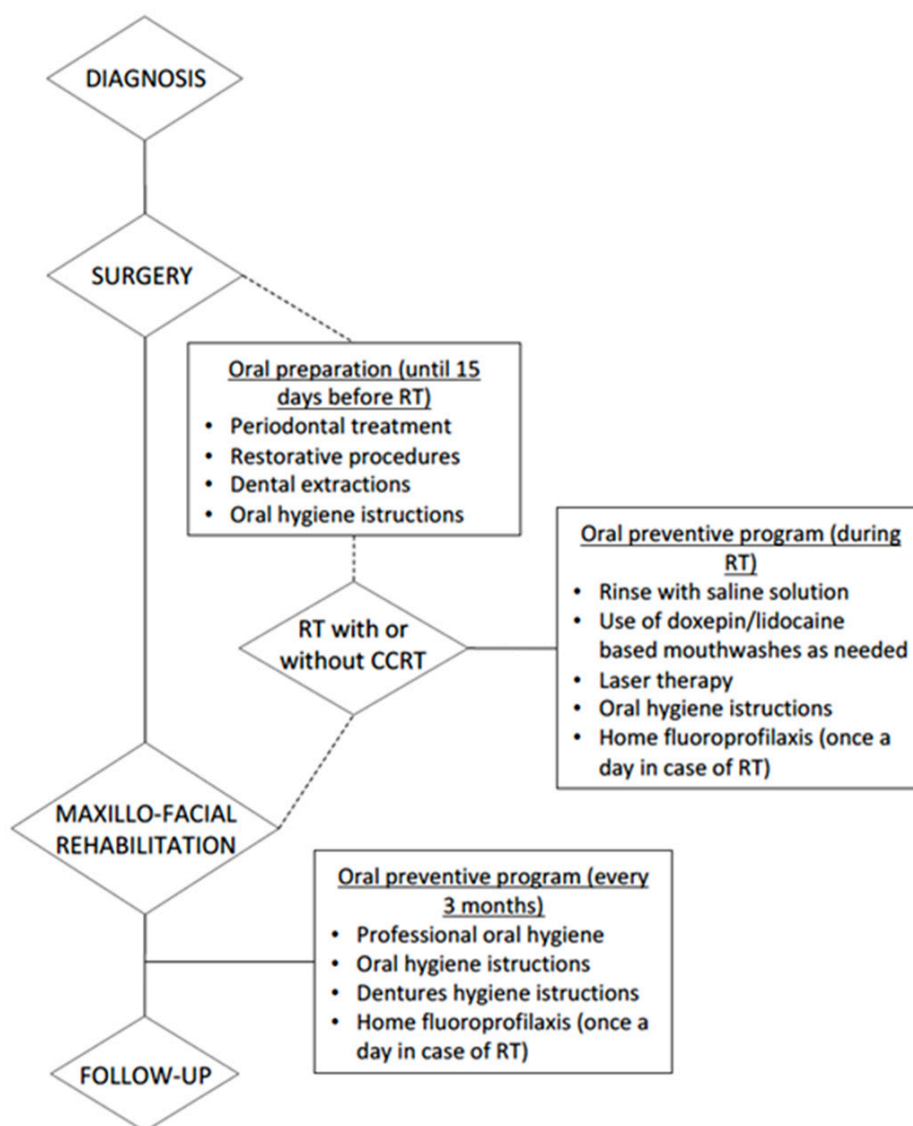 DIAGNOSIS
SURGERY
Oral preparation (until 15
days before RT)
• Periodontal treatment
• Restorative procedures
• Dental extractions
• Oral hygiene istructions
Oral preventive program (during
RT)
• Rinse with saline solution
• Use of doxepin/lidocaine
based mouthwashes as needed
• Laser therapy
• Oral hygiene istructions
• Home fluoroprofilaxis (once a
day in case of RT)
RT with or
without CCRT
MAXILLO-FACIAL
REHABILITATION
Oral preventive program (every
3 months)
• Professional oral hygiene
• Oral hygiene istructions
• Dentures hygiene istructions
• Home fluoroprofilaxis (once a
day in case of RT)
FOLLOW-UP